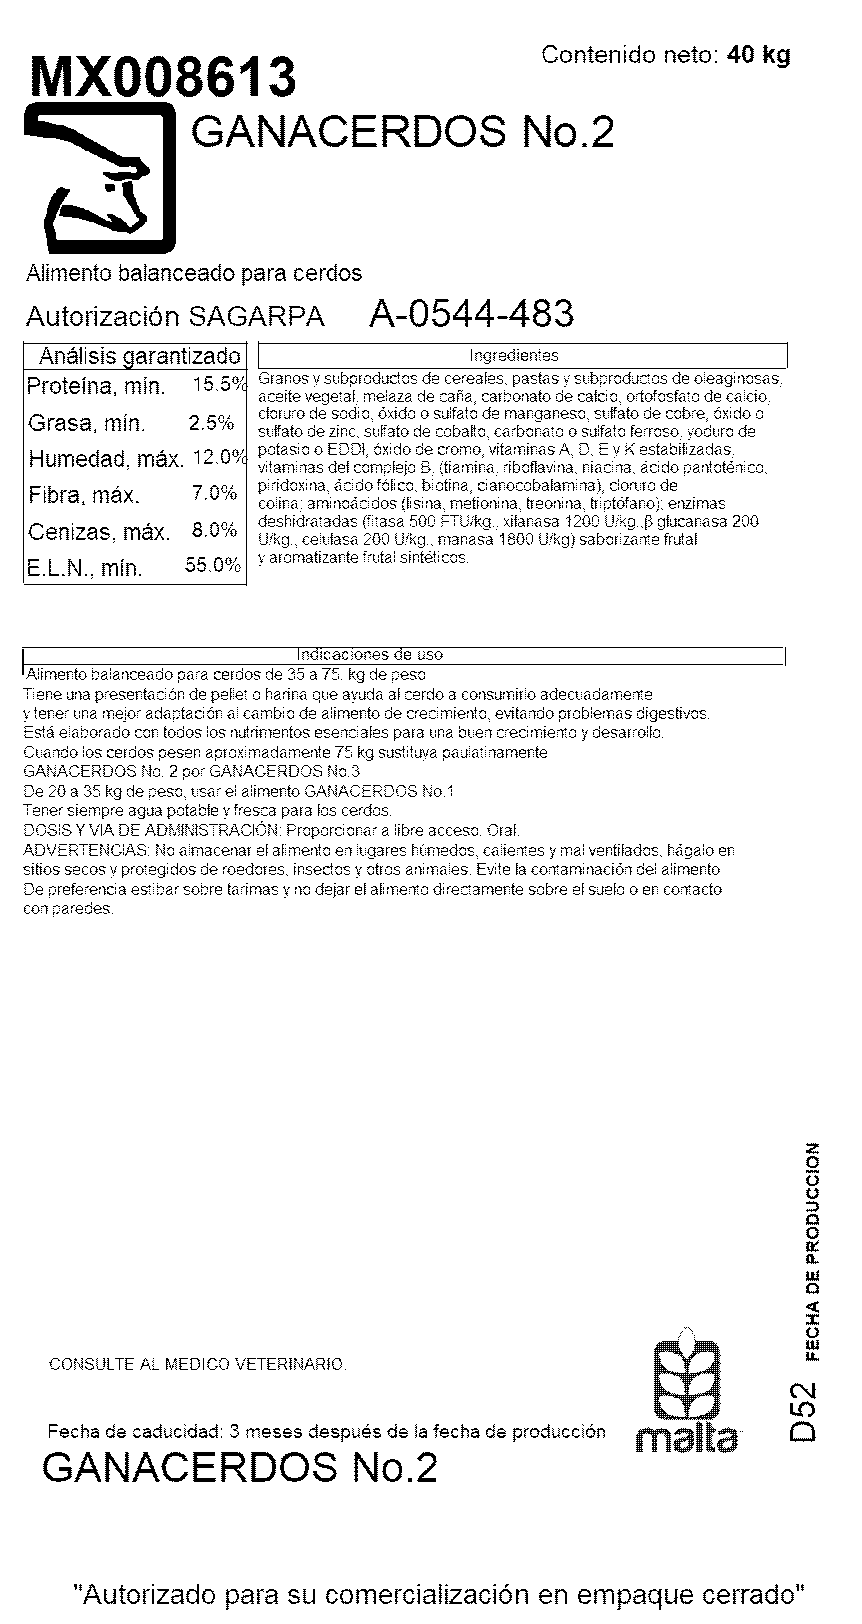 Contenido neto: 40 kg
MX008613
GANACERDOS No.2
Alimento balanceado para cerdos
Autorización SAGARPA A-0544-483
Análisis garantizado
Proteína, mín. 15.5%
Grasa, mín. 2.5%
Humedad, máx. 12.0%
Fibra, máx. 7.0%
Cenizas, máx. 8.0%
E.L.N., mín. 55.0%
Ingredientes
Granos y subproductos de cereales, pastas y subproductos de oleaginosas,
aceite vegetal, melaza de caña, carbonato de calcio, ortofosfato de calcio,
cloruro de sodio, óxido o sulfato de manganeso, sulfato de cobre, óxido o
sulfato de zinc, sulfato de cobalto, carbonato o sulfato ferroso, yoduro de
potasio o EDDI, óxido de cromo, vitaminas A, D, E y K estabilizadas,
vitaminas del complejo B, (tiamina, riboflavina, niacina, ácido pantoténico,
piridoxina, ácido fólico, biotina, cianocobalamina), cloruro de
colina; aminoácidos (lisina, metionina, treonina, triptófano); enzimas
deshidratadas (fitasa 500 FTU/kg., xilanasa 1200 U/kg.,β glucanasa 200
U/kg., celulasa 200 U/kg., manasa 1800 U/kg) saborizante frutal
y aromatizante frutal sintéticos.
Indicaciones de uso
Alimento balanceado para cerdos de 35 a 75. kg de peso
Tiene una presentación de pellet o harina que ayuda al cerdo a consumirlo adecuadamente
y tener una mejor adaptación al cambio de alimento de crecimiento, evitando problemas digestivos.
Está elaborado con todos los nutrimentos esenciales para una buen crecimiento y desarrollo.
Cuando los cerdos pesen aproximadamente 75 kg sustituya paulatinamente
GANACERDOS No. 2 por GANACERDOS No.3
De 20 a 35 kg de peso, usar el alimento GANACERDOS No.1
Tener siempre agua potable y fresca para los cerdos.
DOSIS Y VIA DE ADMINISTRACIÓN: Proporcionar a libre acceso. Oral.
ADVERTENCIAS: No almacenar el alimento en lugares húmedos, calientes y mal ventilados, hágalo en
sitios secos y protegidos de roedores, insectos y otros animales. Evite la contaminación del alimento
De preferencia estibar sobre tarimas y no dejar el alimento directamente sobre el suelo o en contacto
con paredes.
FECHA DE PRODUCCION
D52
CONSULTE AL MEDICO VETERINARIO.
malta
Fecha de caducidad: 3 meses después de la fecha de producción
GANACERDOS No.2
"Autorizado para su comercialización en empaque cerrado"